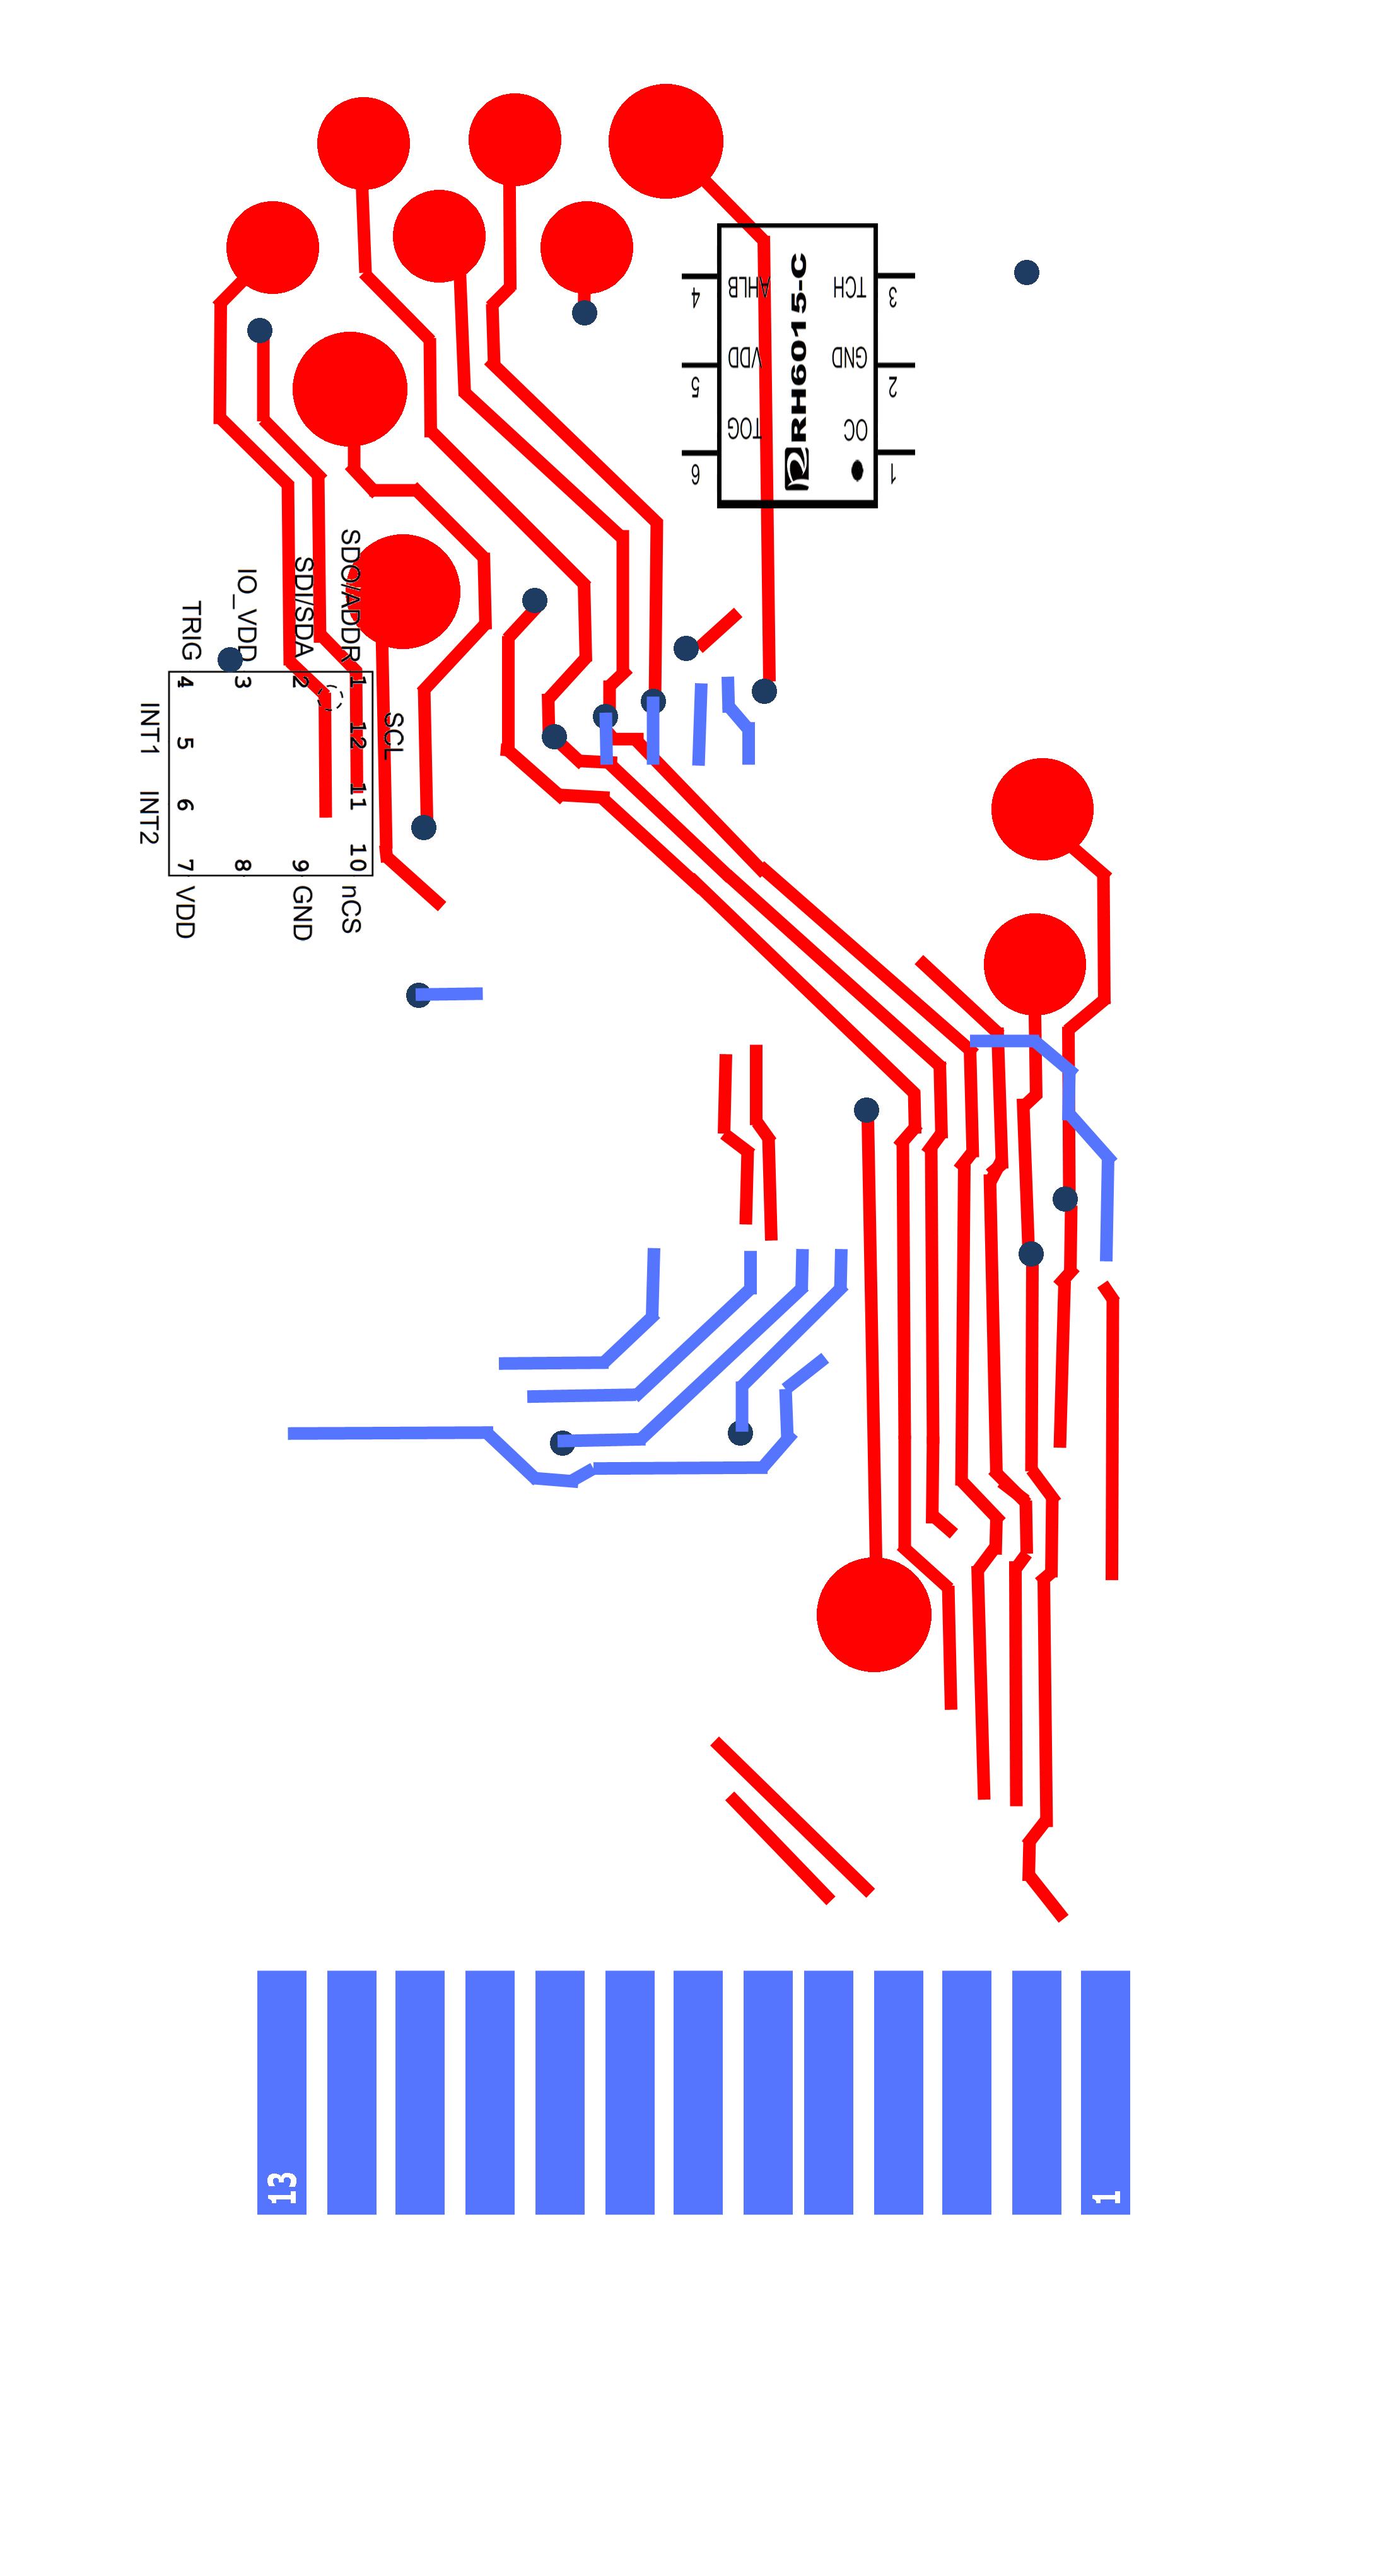 4 AHLB TCH 3
RH6015-C
5 VDD GND 2
6 TOG OC 1
TRIG
IO_VDD
SDI/SDA
SDO/ADDR
4 3 2 1
INT1
5 12
SCL
INT2
6 11
7 8 9 10
VDD
GND
nCS
13
1